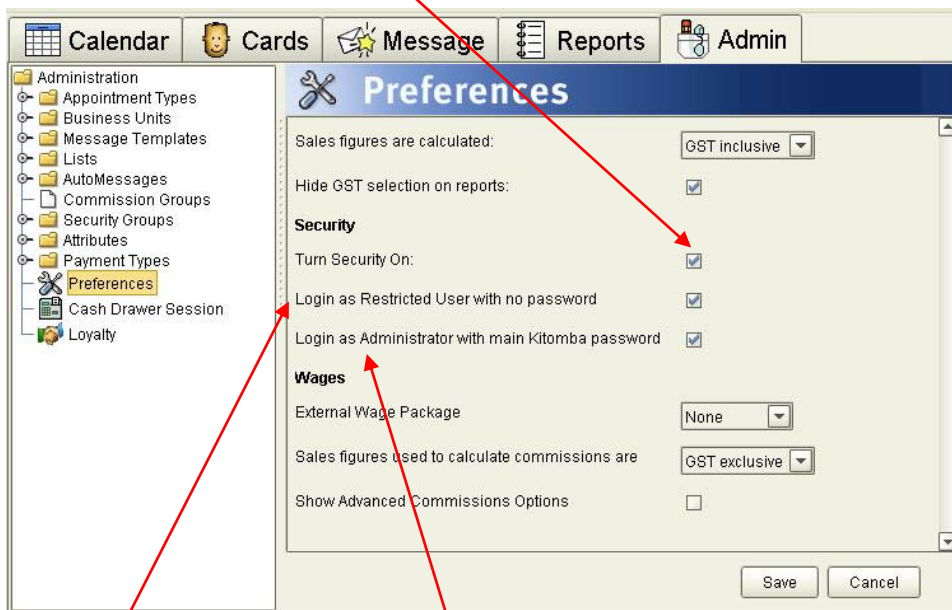 Calendar Cards Message Reports Admin
Administration
Appointment Types
Business Units
Message Templates
Lists
AutoMessages
Commission Groups
Security Groups
Attributes
Payment Types
Preferences
Cash Drawer Session
Loyalty
Preferences
Sales figures are calculated: GST inclusive
Hide GST selection on reports:
Security
Turn Security On:
Login as Restricted User with no password
Login as Administrator with main Kitomba password
Wages
External Wage Package None
Sales figures used to calculate commissions are GST exclusive
Show Advanced Commissions Options
Save Cancel